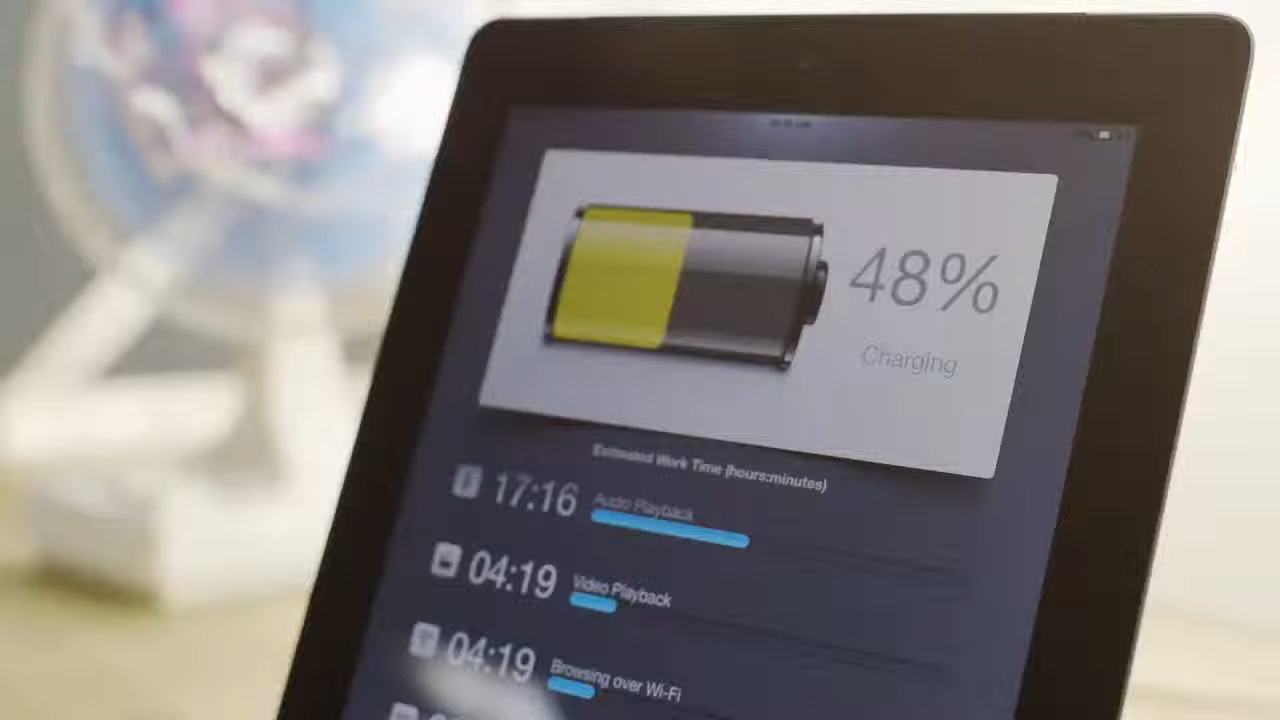 48%
Charging
Estimated Work Time (hours:minutes)
17:16 Audio Playback
04:19 Video Playback
04:19 Browsing over Wi-Fi